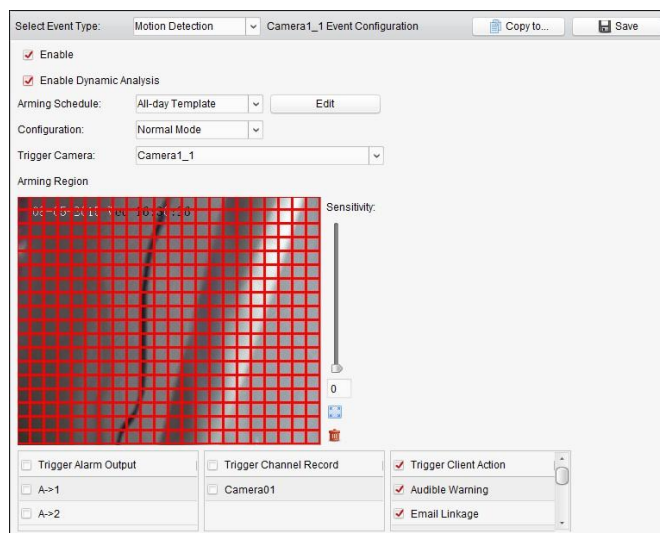 Select Event Type: Motion Detection Camera1_1 Event Configuration Copy to... Save
Enable
Enable Dynamic Analysis
Arming Schedule: All-day Template Edit
Configuration: Normal Mode
Trigger Camera: Camera1_1
Arming Region
Sensitivity:
0
Trigger Alarm Output Trigger Channel Record Trigger Client Action
A->1 Camera01 Audible Warning
A->2 Email Linkage